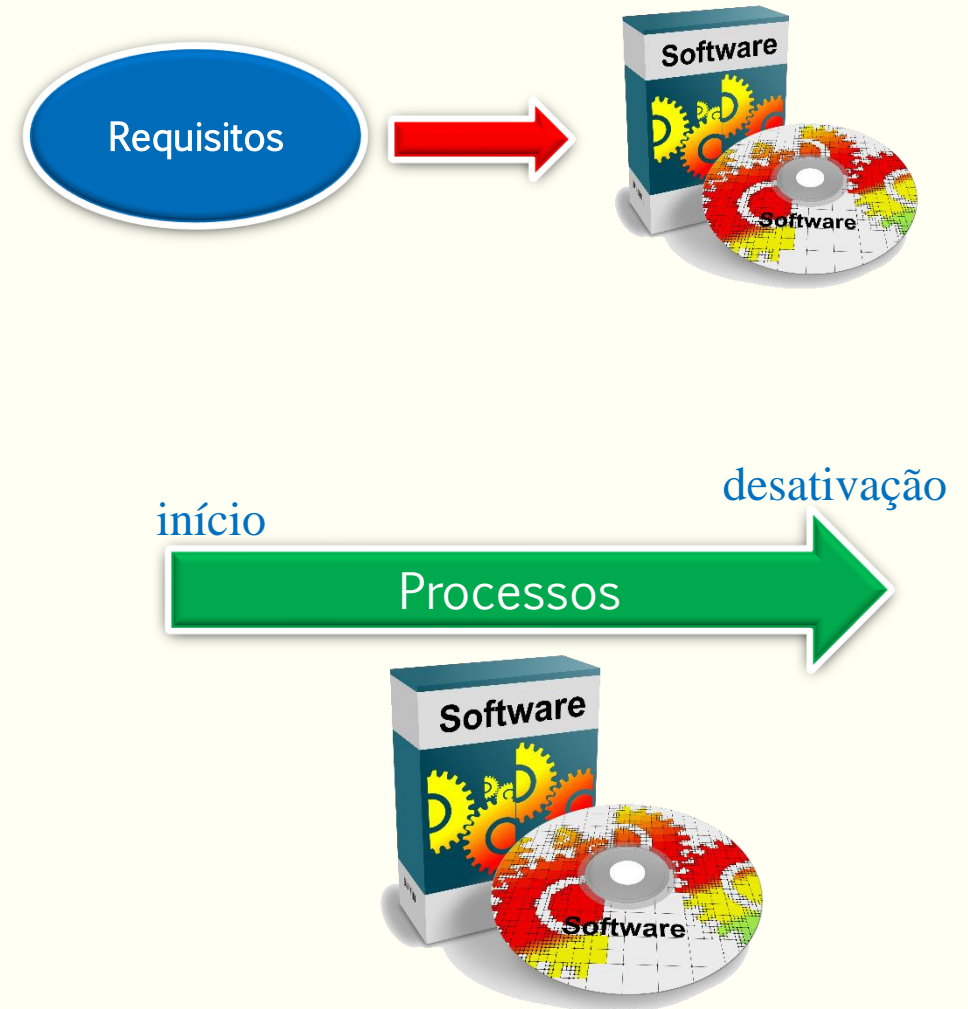 Requisitos
Software
Software
desativação
início
Processos
Software
Software